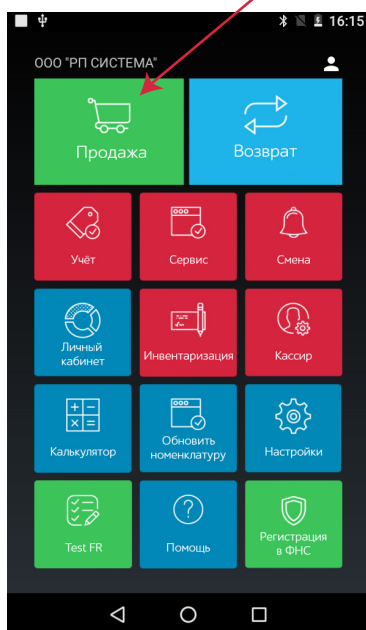 16:15
ООО "РП СИСТЕМА"
Продажа
Возврат
Учёт
Сервис
Смена
Личный
кабинет
Инвентаризация
Кассир
Калькулятор
Обновить
номенклатуру
Настройки
Test FR
Помощь
Регистрация
в ФНС